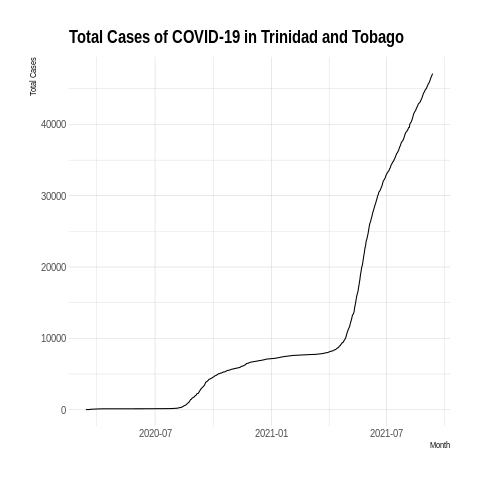 Total Cases of COVID-19 in Trinidad and Tobago
Total Cases
40000
30000
20000
10000
0
2020-07
2021-01
2021-07
Month